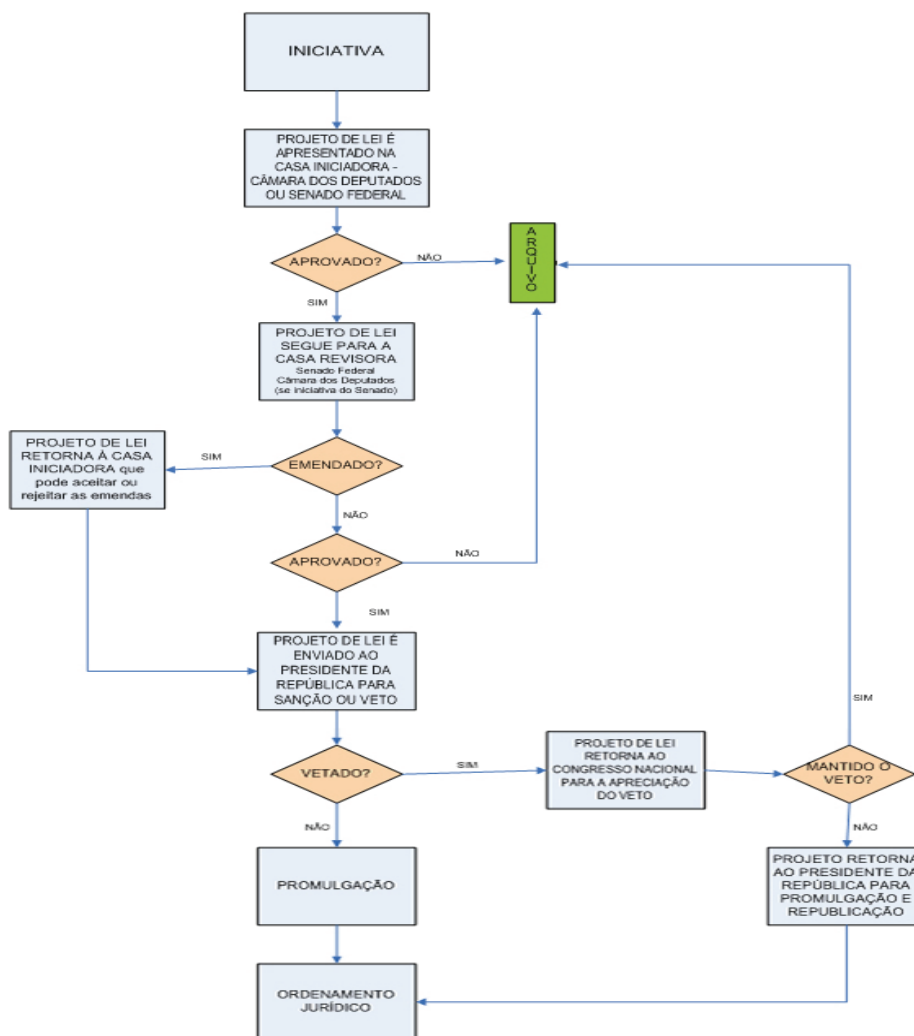 INICIATIVA
PROJETO DE LEI É
APRESENTADO NA
CASA INICIADORA -
CÂMARA DOS DEPUTADOS
OU SENADO FEDERAL
APROVADO?
NÃO
ARQUIVO
SIM
PROJETO DE LEI
SEGUE PARA A
CASA REVISORA
Senado Federal
Câmara dos Deputados
(se iniciativa do Senado)
EMENDADO?
SIM
PROJETO DE LEI
RETORNA À CASA
INICIADORA que
pode aceitar ou
rejeitar as emendas
NÃO
APROVADO?
NÃO
SIM
PROJETO DE LEI É
ENVIADO AO
PRESIDENTE DA
REPÚBLICA PARA
SANÇÃO OU VETO
VETADO?
SIM
PROJETO DE LEI
RETORNA AO
CONGRESSO NACIONAL
PARA A APRECIAÇÃO
DO VETO
MANTIDO O
VETO?
SIM
NÃO
PROJETO RETORNA
AO PRESIDENTE DA
REPÚBLICA PARA
PROMULGAÇÃO E
REPUBLICAÇÃO
NÃO
PROMULGAÇÃO
ORDENAMENTO
JURÍDICO